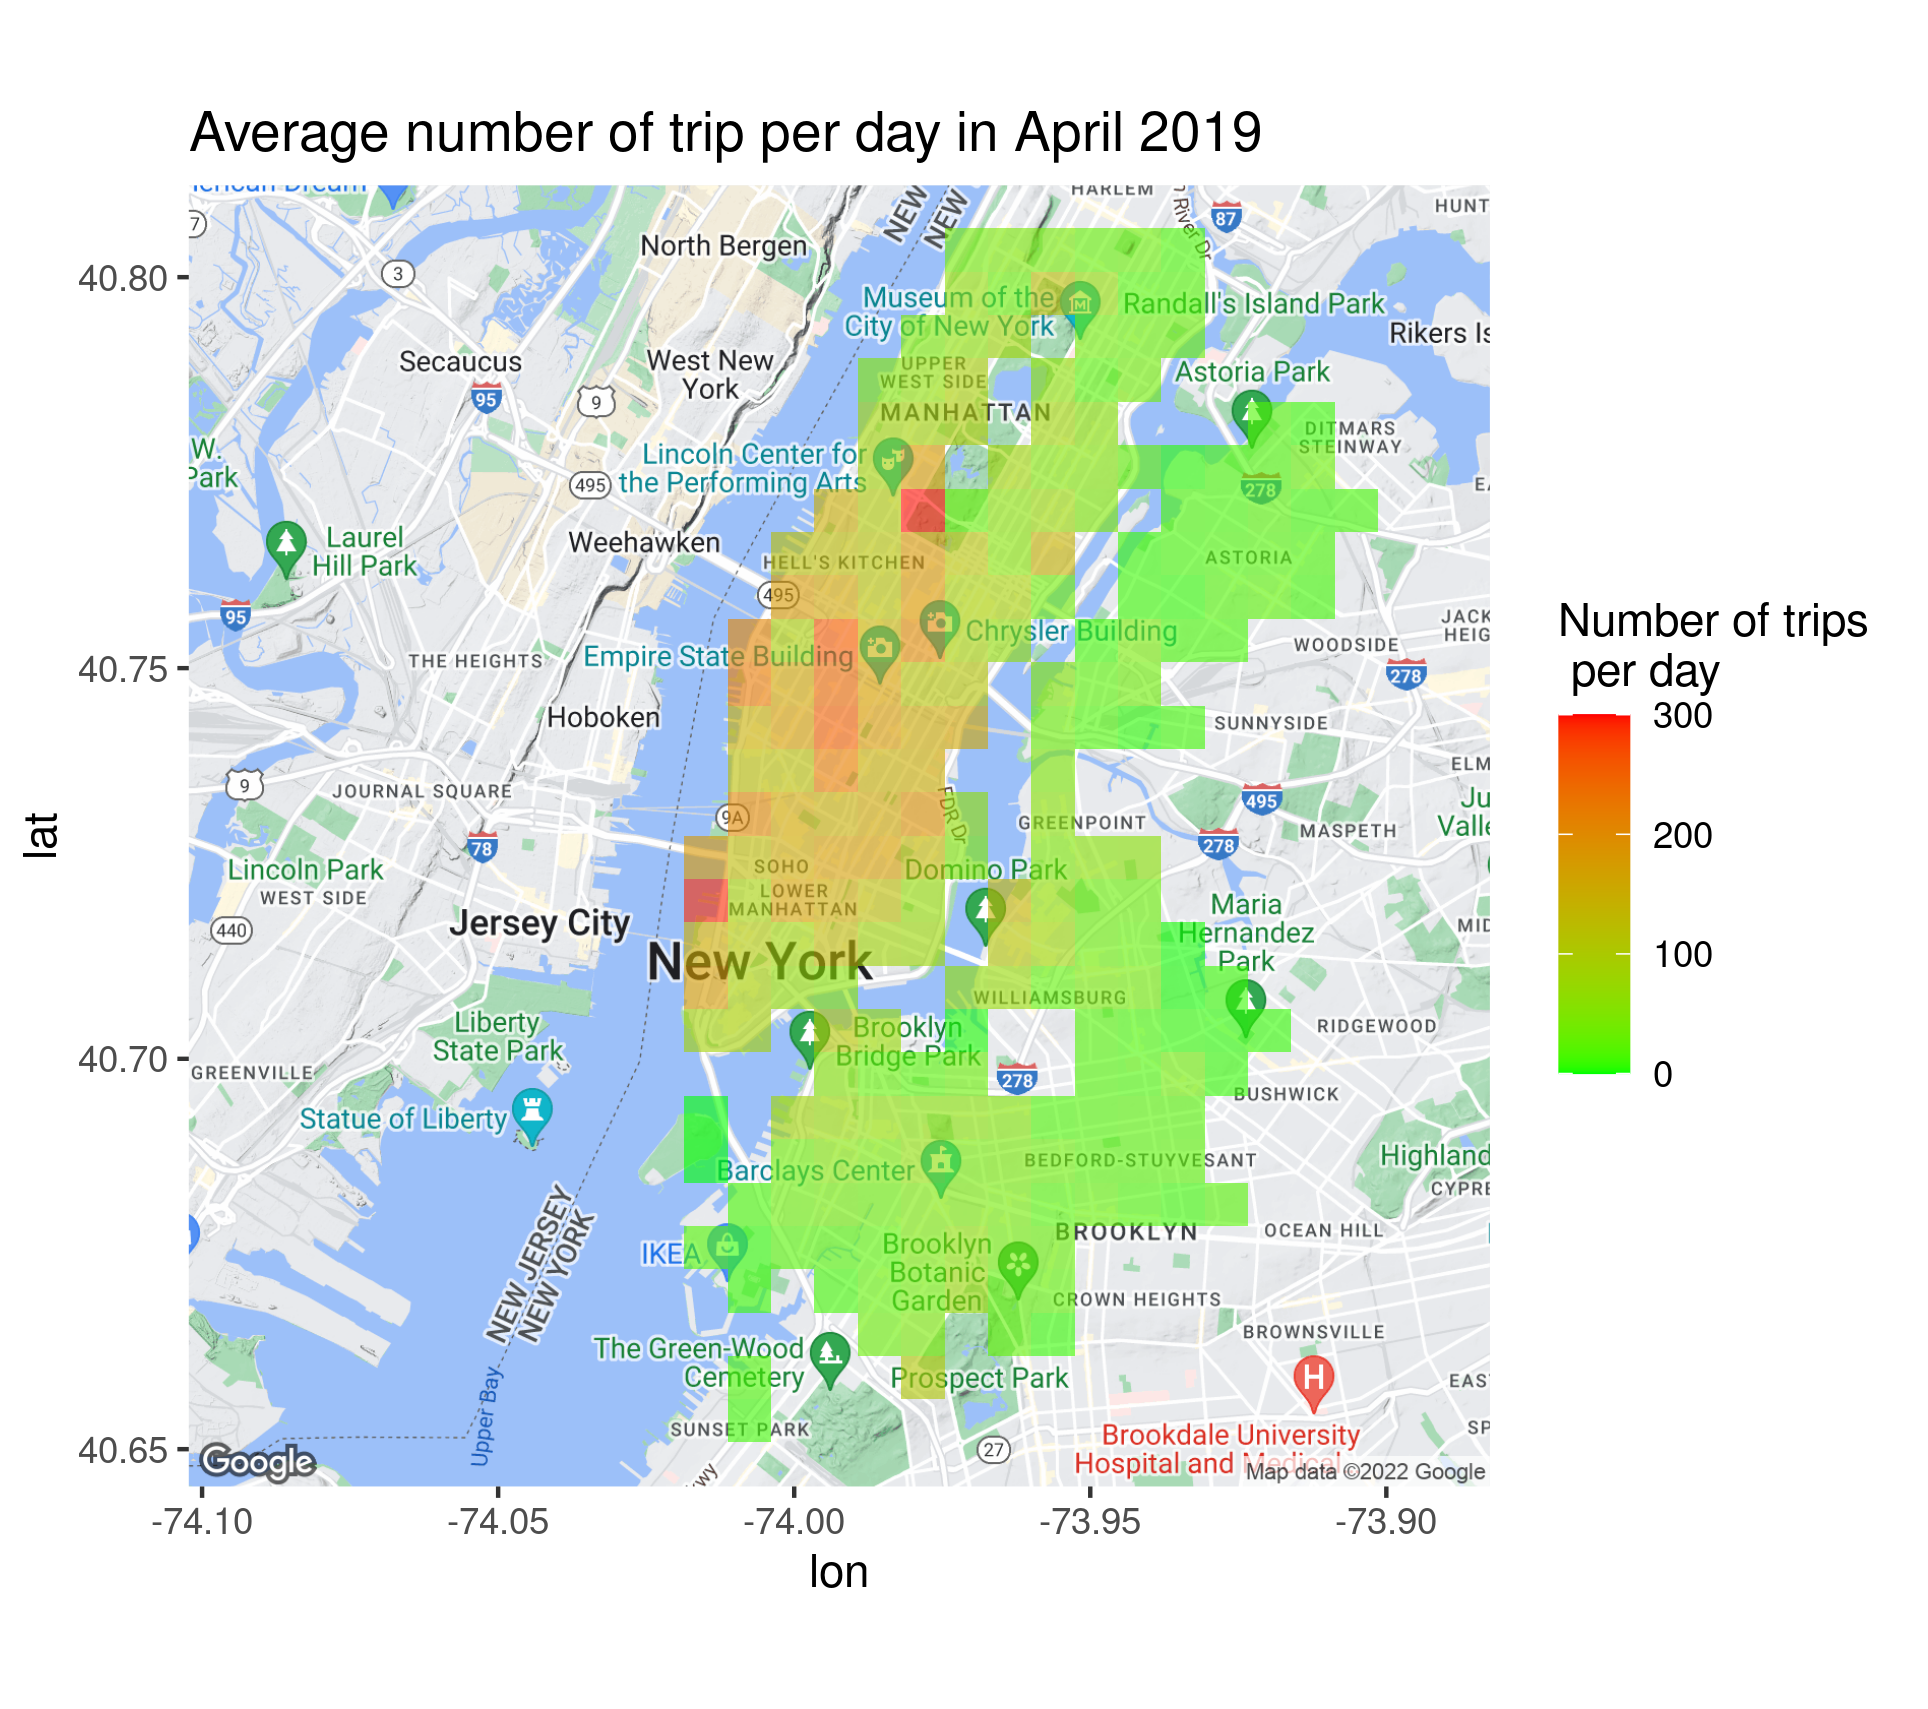 Average number of trip per day in April 2019
lat
40.80
40.75
40.70
40.65
-74.10
-74.05
-74.00
-73.95
-73.90
lon
Number of trips
per day
300
200
100
0
HARLEM
NEW
NEW
87
7
3
North Bergen
Museum of the
City of New York
Randall's Island Park
Secaucus
95
9
West New
York
UPPER
WEST SIDE
MANHATTAN
Astoria Park
DITMARS
STEINWAY
Lincoln Center for
the Performing Arts
495
278
Laurel
Hill Park
Weehawken
HELL'S KITCHEN
ASTORIA
95
495
Empire State Building
Chrysler Building
WOODSIDE
278
THE HEIGHTS
Hoboken
SUNNYSIDE
9
JOURNAL SQUARE
78
9A
FDR Dr
GREENPOINT
495
278
MASPETH
Lincoln Park
WEST SIDE
440
Jersey City
SOHO
LOWER
MANHATTAN
Domino Park
New York
Maria
Hernandez
Park
WILLIAMSBURG
Liberty
State Park
GREENVILLE
Brooklyn
Bridge Park
278
RIDGEWOOD
BUSHWICK
Statue of Liberty
Barclays Center
BEDFORD-STUYVESANT
Highland
NEW JERSEY
NEW YORK
IKEA
Brooklyn
Botanic
Garden
BROOKLYN
OCEAN HILL
CROWN HEIGHTS
BROWNSVILLE
The Green-Wood
Cemetery
Prospect Park
Upper Bay
SUNSET PARK
27
Brookdale University
Hospital and Medical
Google
Map data ©2022 Google